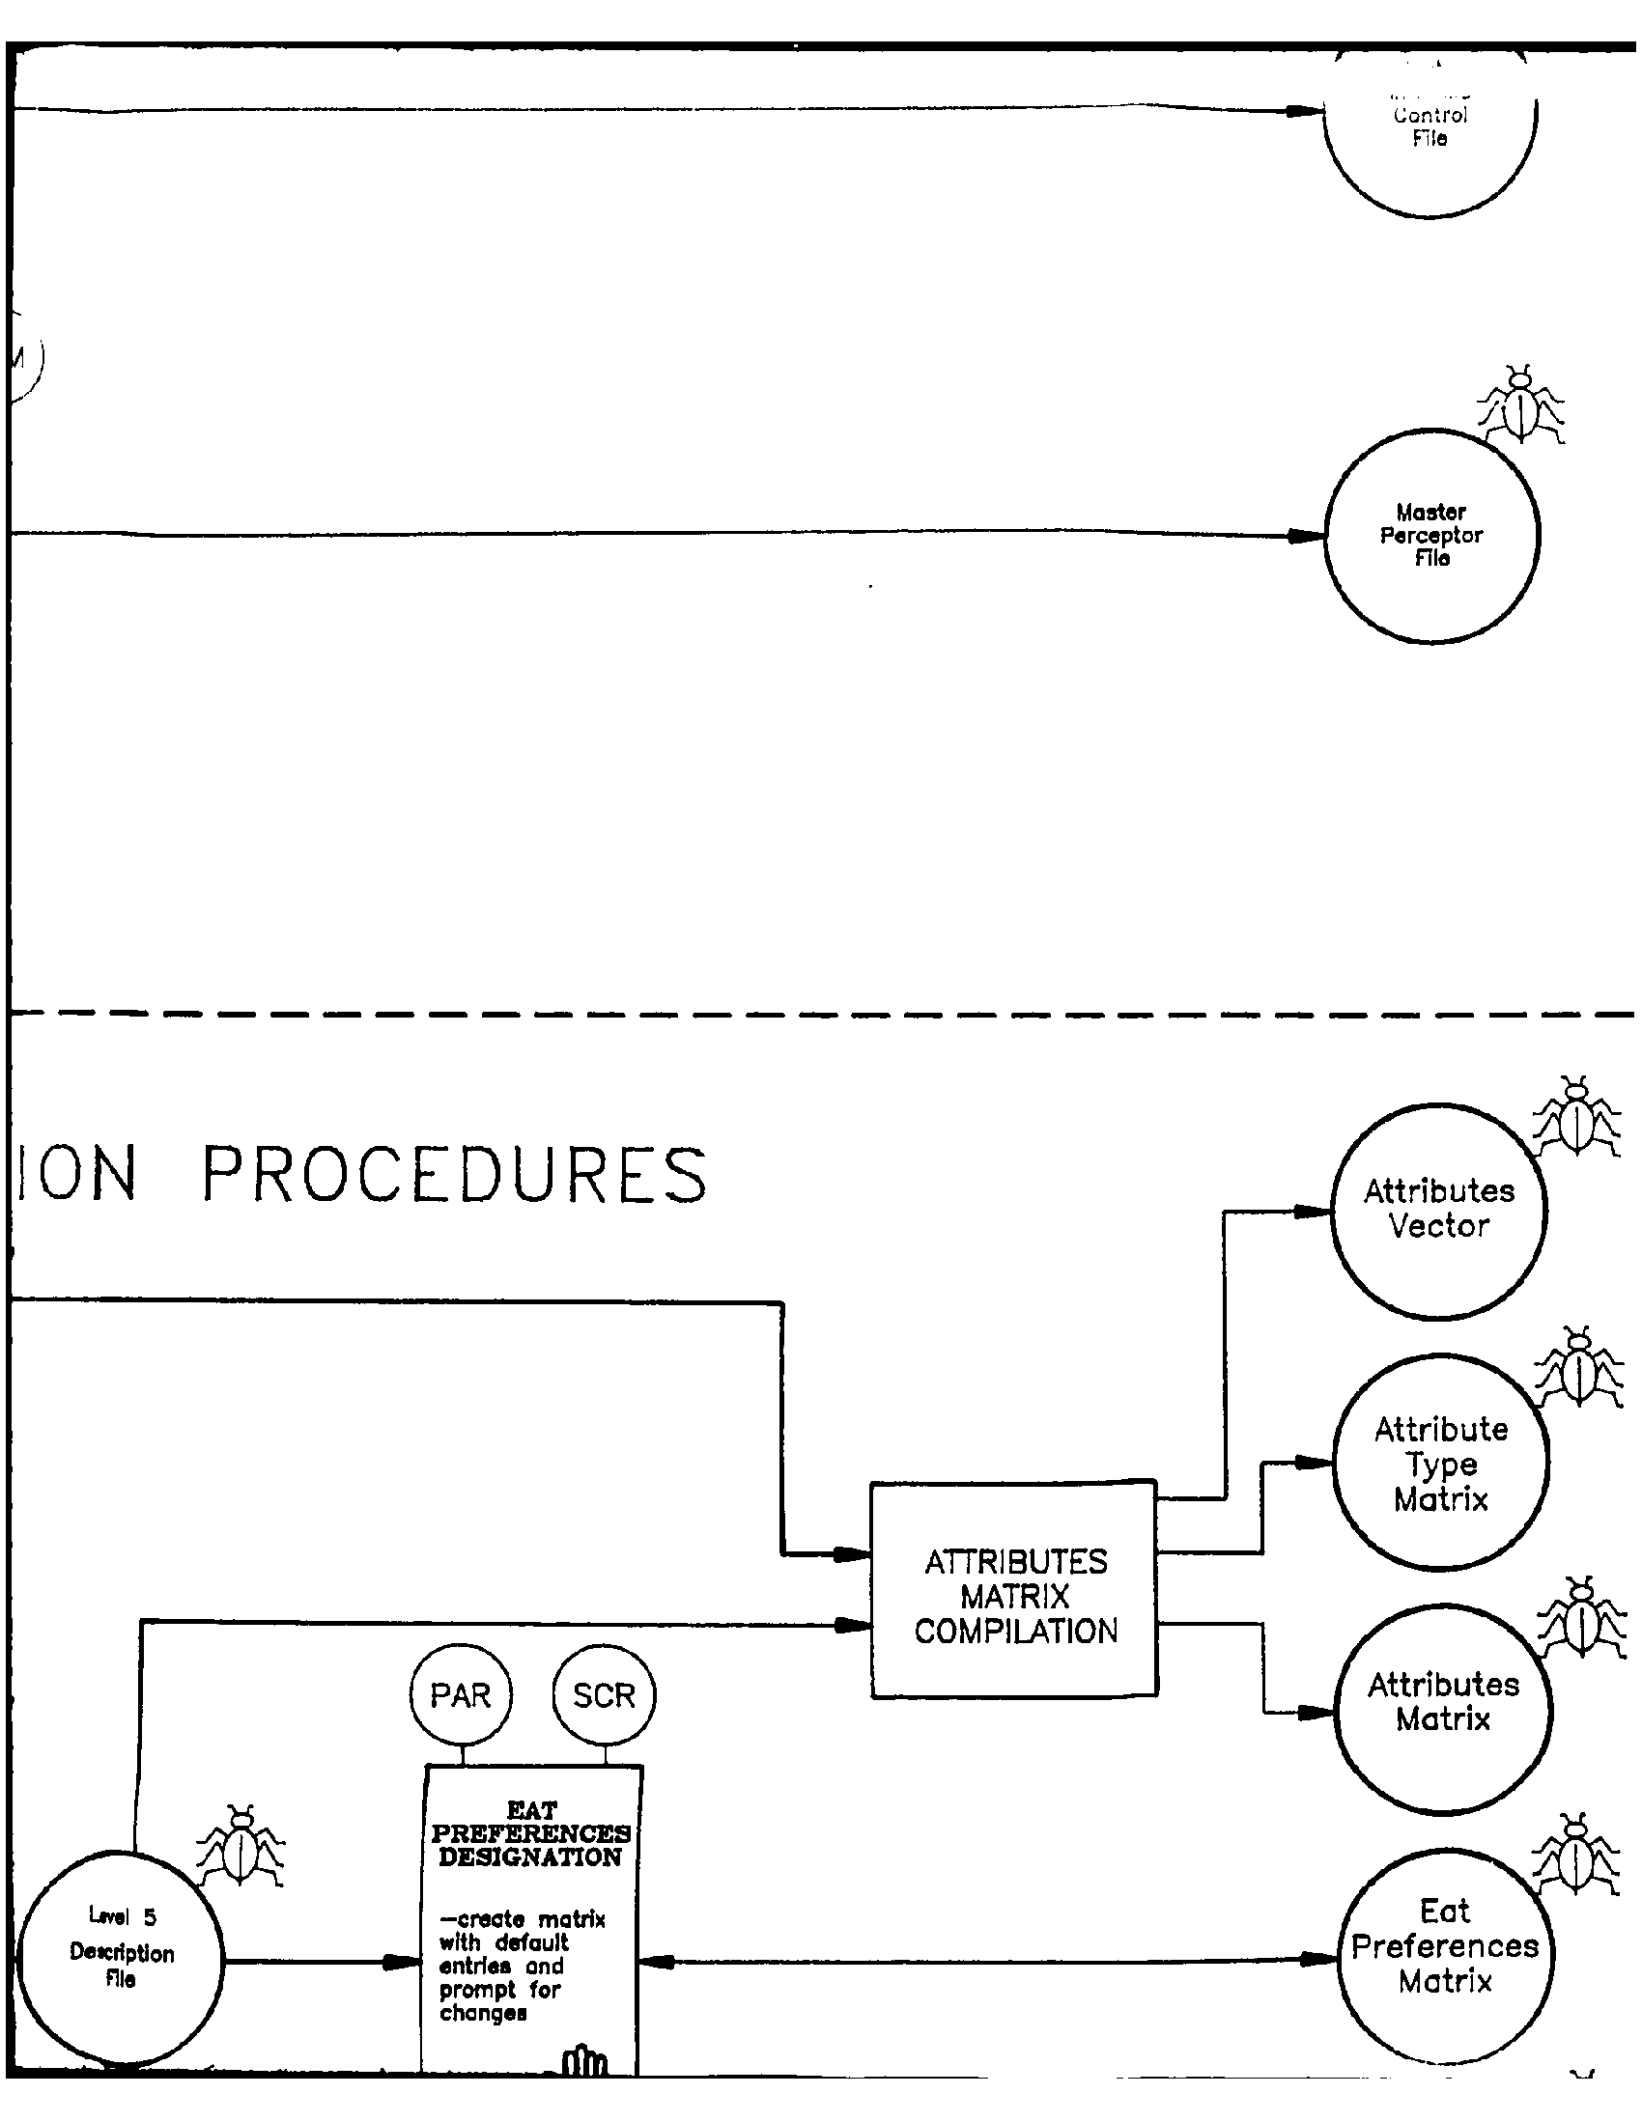 Control
File
Master
Perceptor
File
ION PROCEDURES
Attributes
Vector
Attribute
Type
Matrix
ATTRIBUTES
MATRIX
COMPILATION
Attributes
Matrix
PAR
SCR
EAT
PREFERENCES
DESIGNATION
-create matrix
with default
entries and
prompt for
changes
Level 5
Description
File
Eat
Preferences
Matrix